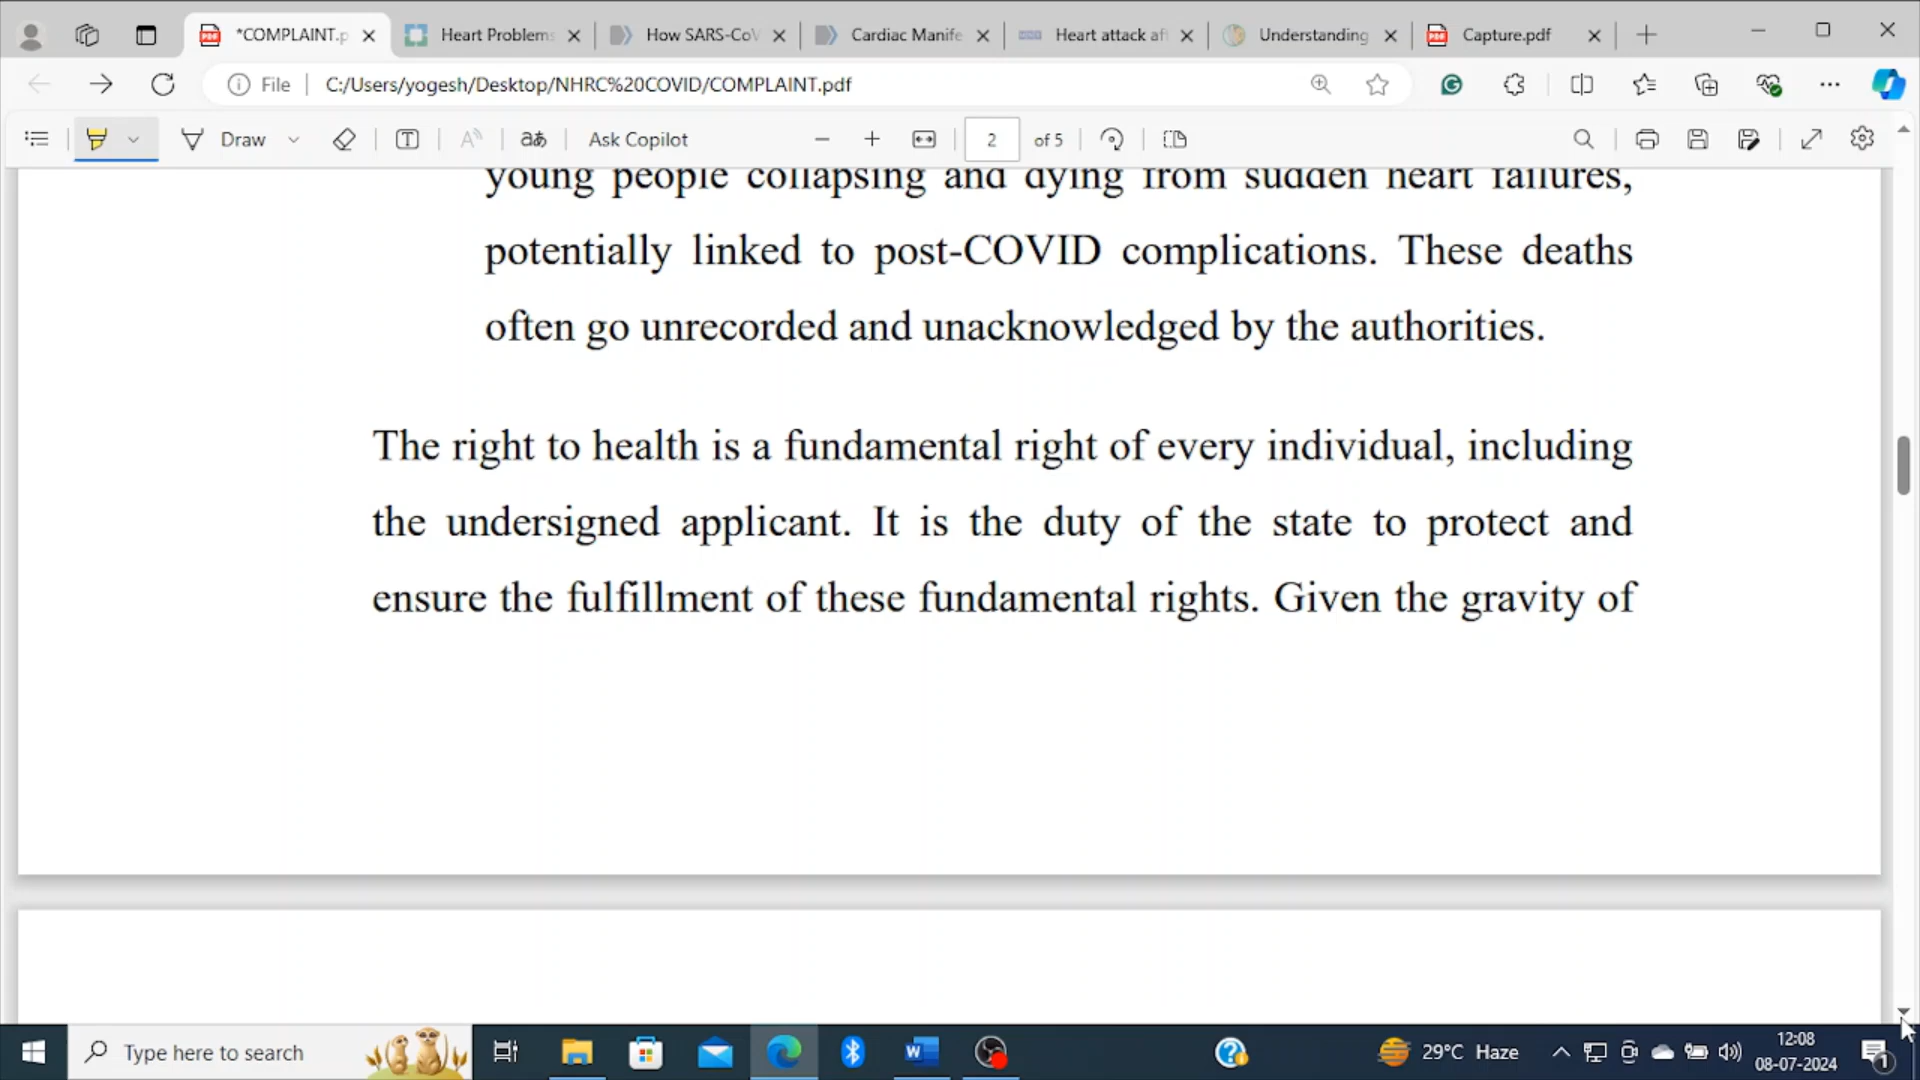 *COMPLAINT.p
Heart Problems
How SARS-CoV
Cardiac Manife
Heart attack aft
Understanding
Capture.pdf
File
C:/Users/yogesh/Desktop/NHRC%20COVID/COMPLAINT.pdf
Draw
Ask Copilot
2
of 5
young people collapsing and dying from sudden heart failures,
potentially linked to post-COVID complications. These deaths
often go unrecorded and unacknowledged by the authorities.
The right to health is a fundamental right of every individual, including
the undersigned applicant. It is the duty of the state to protect and
ensure the fulfillment of these fundamental rights. Given the gravity of
Type here to search
29°C Haze
12:08
08-07-2024
1